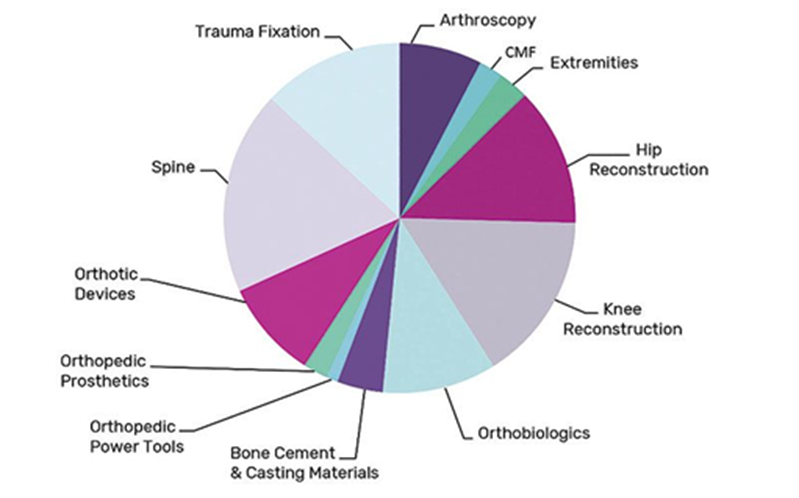 Arthroscopy
CMF
Extremities
Hip
Reconstruction
Knee
Reconstruction
Orthobiologics
Bone Cement
& Casting Materials
Orthopedic
Power Tools
Orthopedic
Prosthetics
Orthotic
Devices
Spine
Trauma Fixation